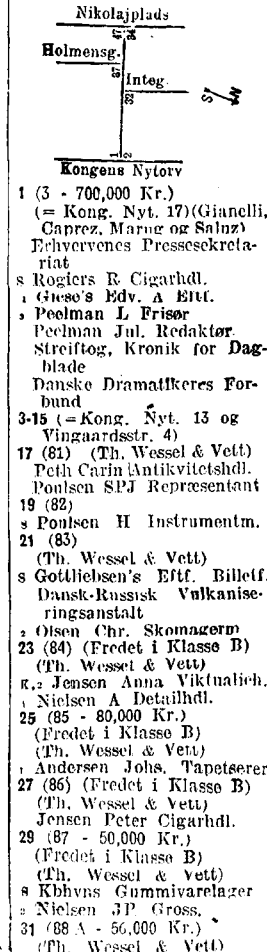 Nikolajplads
47 34
Holmensg.
37
Integ.
32
1 2
Kongens Nytorv
1 (3 - 700,000 Kr.)
(= Kong. Nyt. 17)(Gianelli,
Caprez, Marug og Salnz)
Erhvervenes Pressesekreta-
riat
S Rogiers R Cigarhdl.
1 Giese's Edv. A Eftf.
3 Peelman L Frisør
Peelman Jul. Redaktør
Streiftog, Kronik for Dag-
blade
Danske Dramatikeres For-
bund
3-15 (=Kong. Nyt. 13 og
Vingaardsstr. 4)
17 (81) (Th. Wessel & Vett)
Peth Carin Antikvitetshdl.
Poulsen SPJ Repræsentant
19 (82)
S Poulsen H Instrumentm.
21 (83)
(Th. Wessel & Vett)
S Gottliebsen's Eftf. Billetf.
Dansk-Russisk Vulkanise-
ringsanstalt
2 Olsen Chr. Skomagerm
23 (84) (Fredet i Klasse B)
(Th. Wessel & Vett)
K.2 Jensen Anna Viktualieh.
1 Nielsen A Detailhdl.
25 (85 - 80,000 Kr.)
(Fredet i Klasse B)
(Th. Wessel & Vett)
1 Andersen Johs. Tapetserer
27 (86) (Fredet i Klasse B)
(Th. Wessel & Vett)
Jensen Peter Cigarhdl.
29 (87 - 50,000 Kr.)
(Fredet i Klasse B)
(Th. Wessel & Vett)
S Kbhvns Gummivarelager
2 Nielsen JP Gross.
31 (88 A - 56,000 Kr.)
(Th. Wessel & Vett)